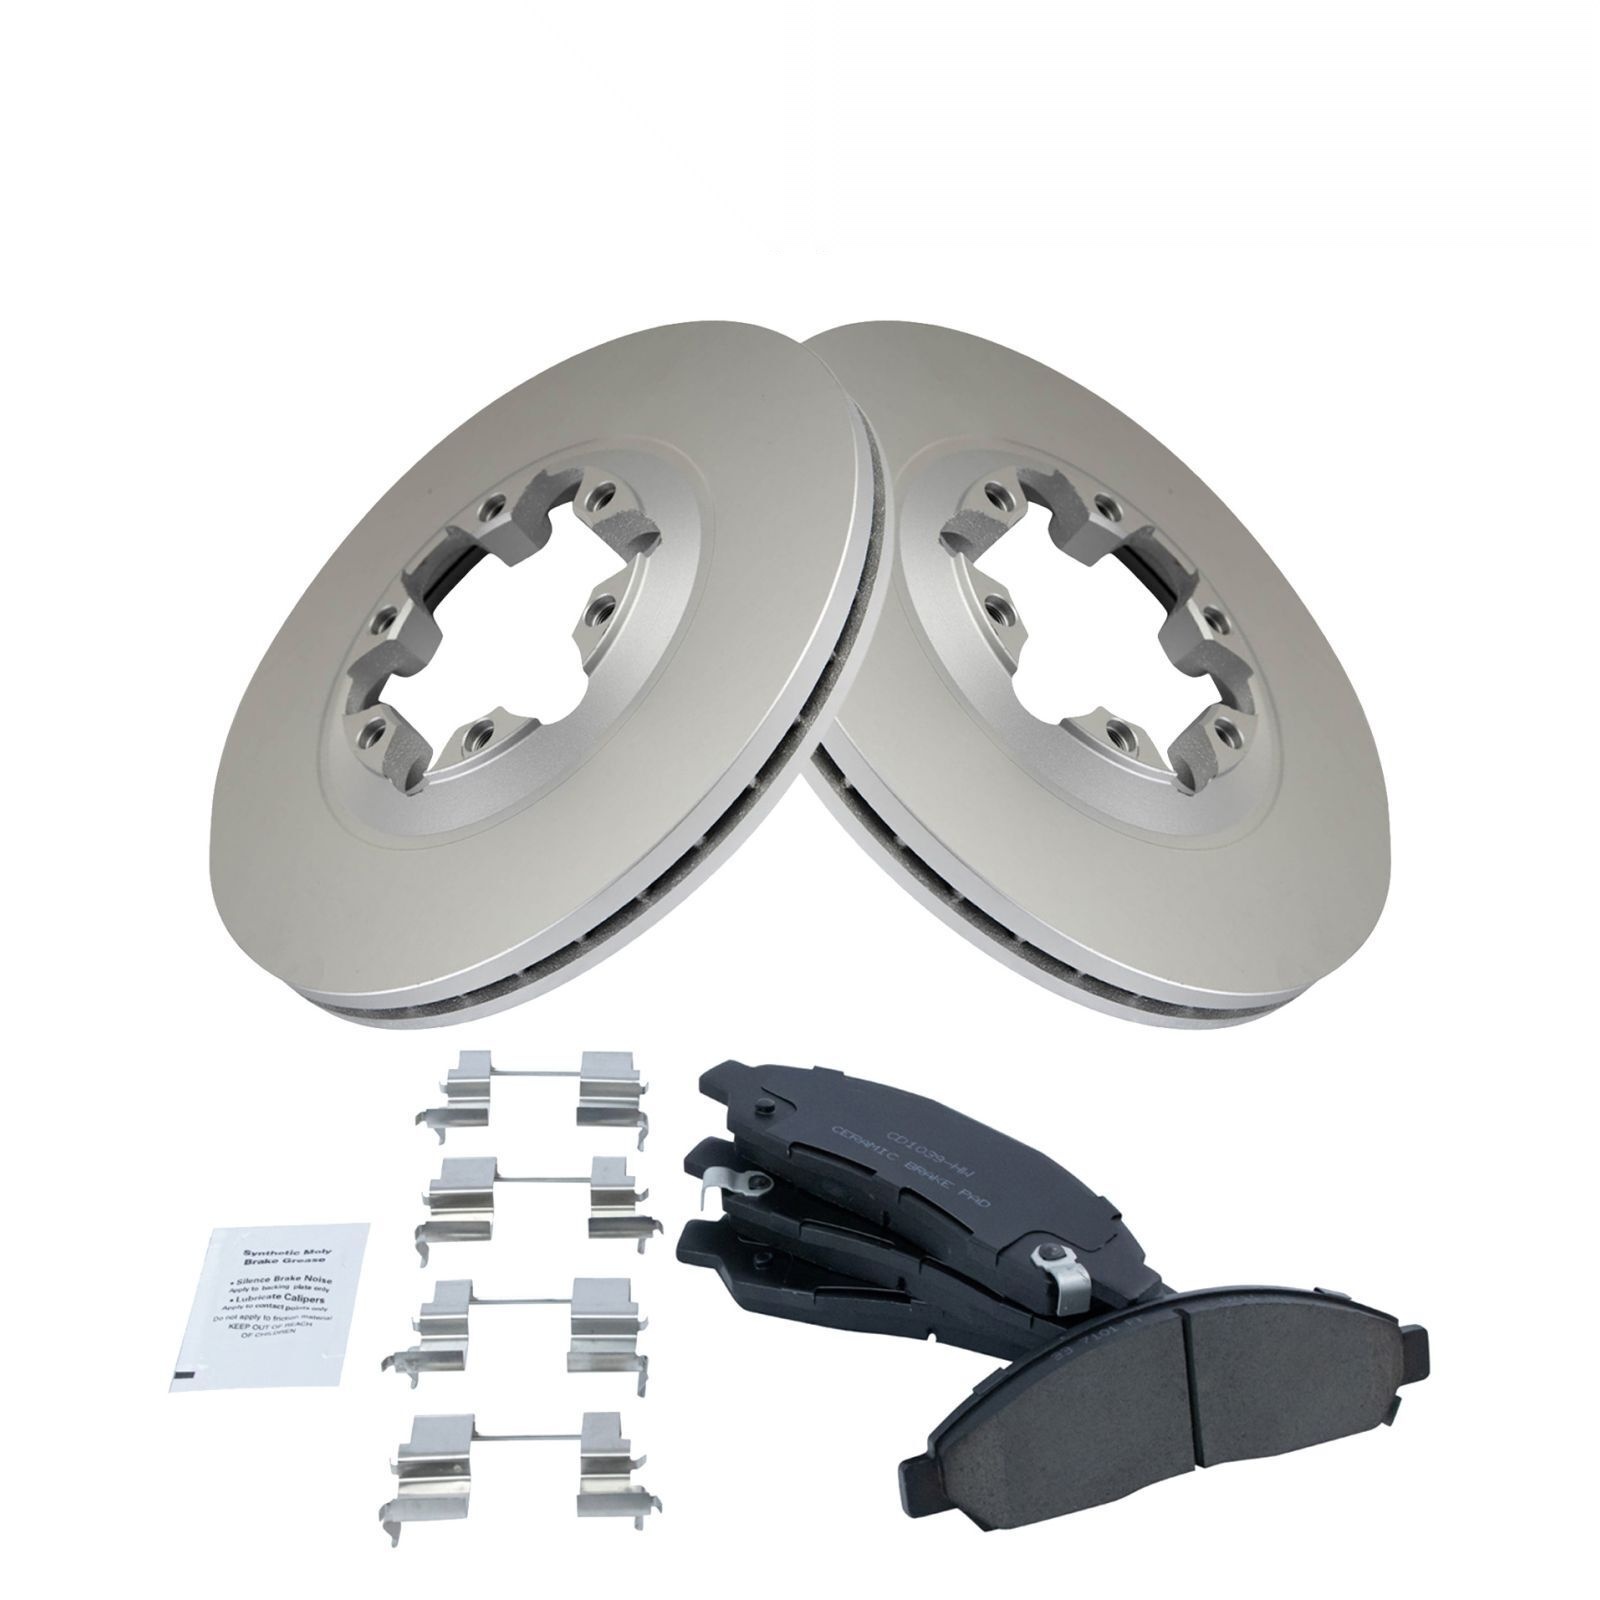 CD1039-HW
CERAMIC BRAKE PAD
Synthetic Moly
Brake Grease
• Silence Brake Noise
Apply to backing plate only
• Lubricate Calipers
Apply to contact points only
Do not apply to friction material
KEEP OUT OF REACH
OF CHILDREN
7101